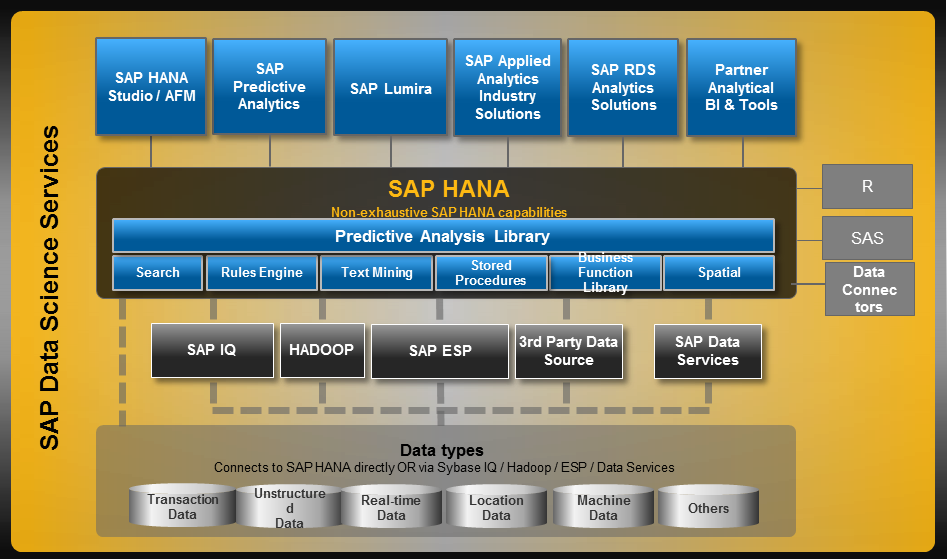 SAP Data Science Services
SAP HANA
Studio / AFM
SAP
Predictive
Analytics
SAP Lumira
SAP Applied
Analytics
Industry
Solutions
SAP RDS
Analytics
Solutions
Partner
Analytical
BI & Tools
SAP HANA
Non-exhaustive SAP HANA capabilities
Predictive Analysis Library
Search
Rules Engine
Text Mining
Stored
Procedures
Business
Function
Library
Spatial
R
SAS
Data
Connec
tors
SAP IQ
HADOOP
SAP ESP
3rd Party Data
Source
SAP Data
Services
Data types
Connects to SAP HANA directly OR via Sybase IQ / Hadoop / ESP / Data Services
Transaction
Data
Unstructure
d
Data
Real-time
Data
Location
Data
Machine
Data
Others